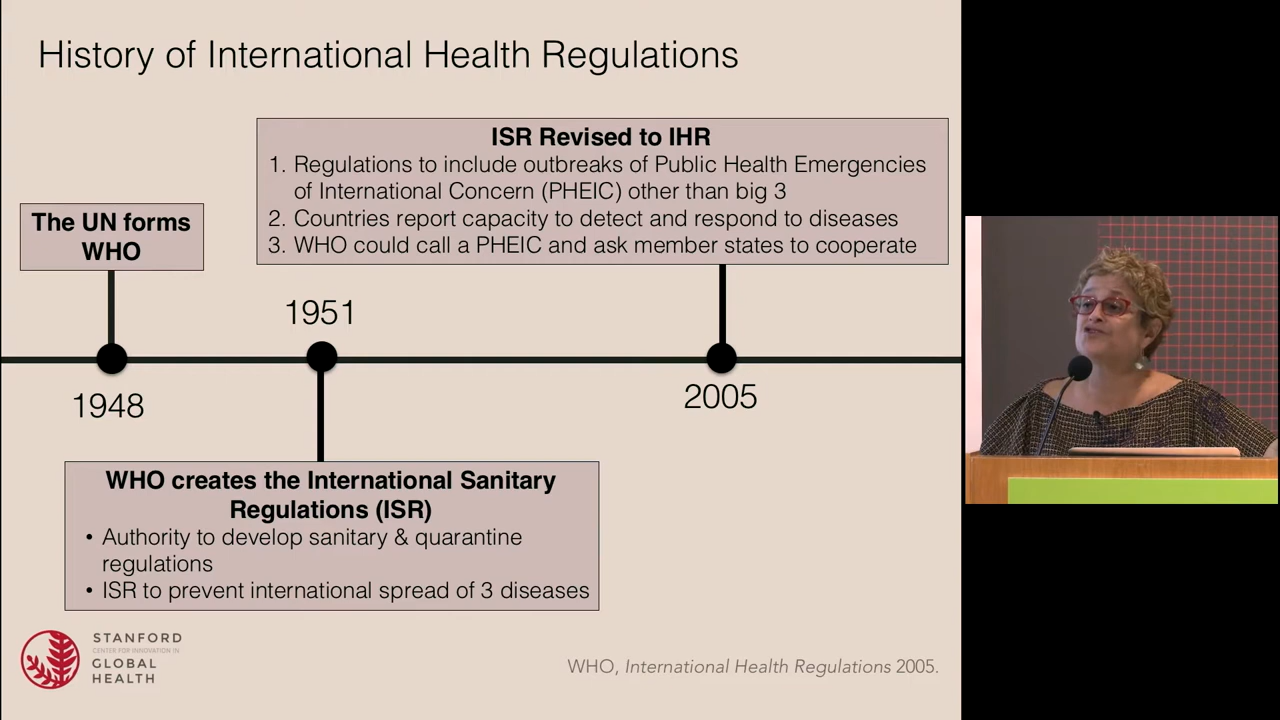 History of International Health Regulations
ISR Revised to IHR
1. Regulations to include outbreaks of Public Health Emergencies
of International Concern (PHEIC) other than big 3
2. Countries report capacity to detect and respond to diseases
3. WHO could call a PHEIC and ask member states to cooperate
The UN forms
WHO
1951
1948
2005
WHO creates the International Sanitary
Regulations (ISR)
• Authority to develop sanitary & quarantine
regulations
• ISR to prevent international spread of 3 diseases
STANFORD
CENTER FOR INNOVATION IN
GLOBAL
HEALTH
WHO, International Health Regulations 2005.